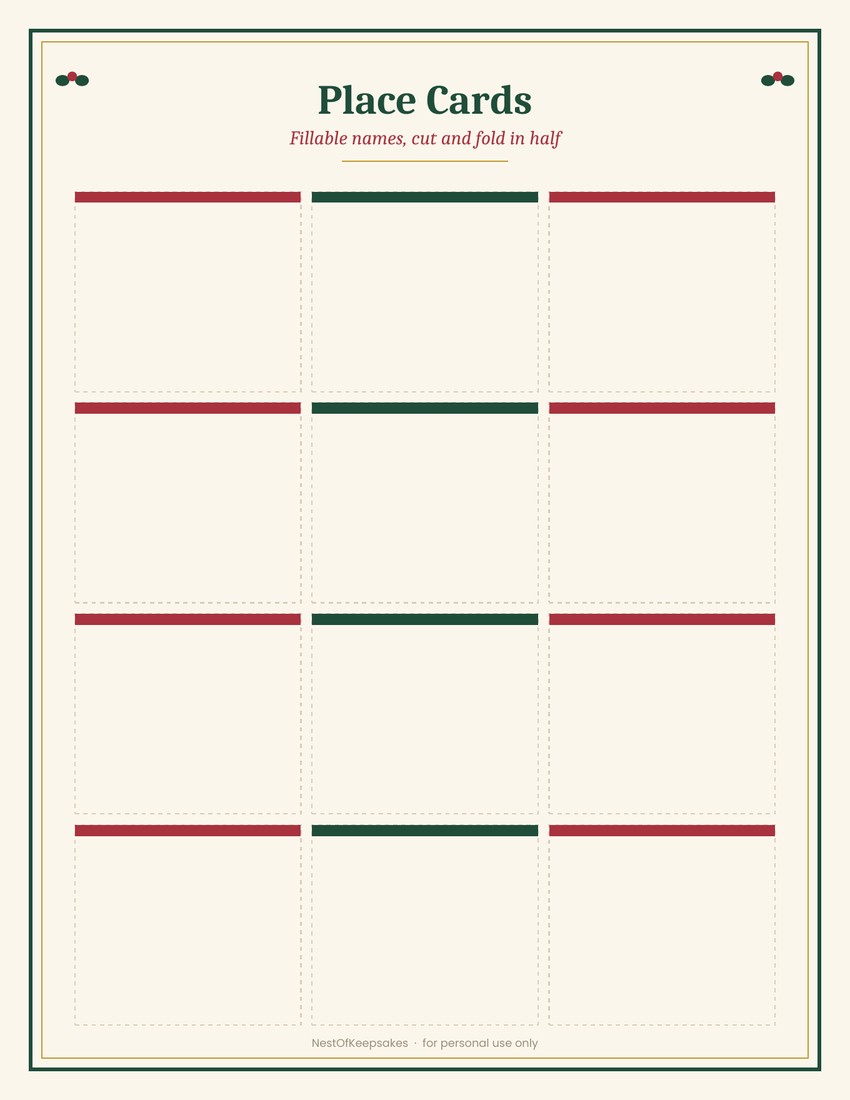 Place Cards
Fillable names, cut and fold in half
NestOfKeepsakes · for personal use only